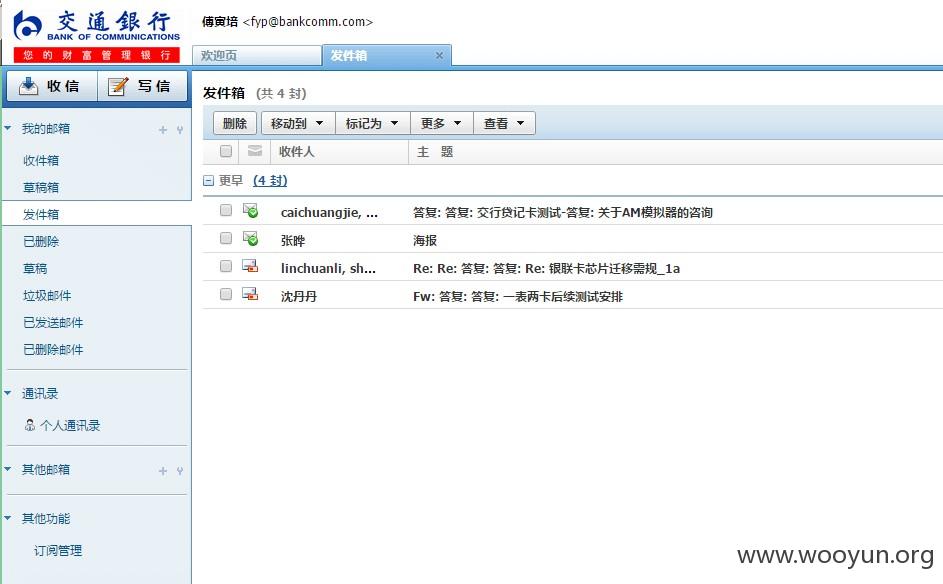 交通銀行
BANK OF COMMUNICATIONS
您的财富管理银行
傅寅培 <fyp@bankcomm.com>
欢迎页 发件箱 ×
收信 写信
发件箱 (共 4 封)
删除 移动到 标记为 更多 查看
收件人 主 题
更早 (4 封)
caichuangjie, ... 答复: 答复: 交行贷记卡测试-答复: 关于AM模拟器的咨询
张晔 海报
linchuanli, sh... Re: Re: 答复: 答复: Re: 银联卡芯片迁移需规_1a
沈丹丹 Fw: 答复: 答复: 一表两卡后续测试安排
我的邮箱
收件箱
草稿箱
发件箱
已删除
草稿
垃圾邮件
已发送邮件
已删除邮件
通讯录
个人通讯录
其他邮箱
其他功能
订阅管理
www.wooyun.org